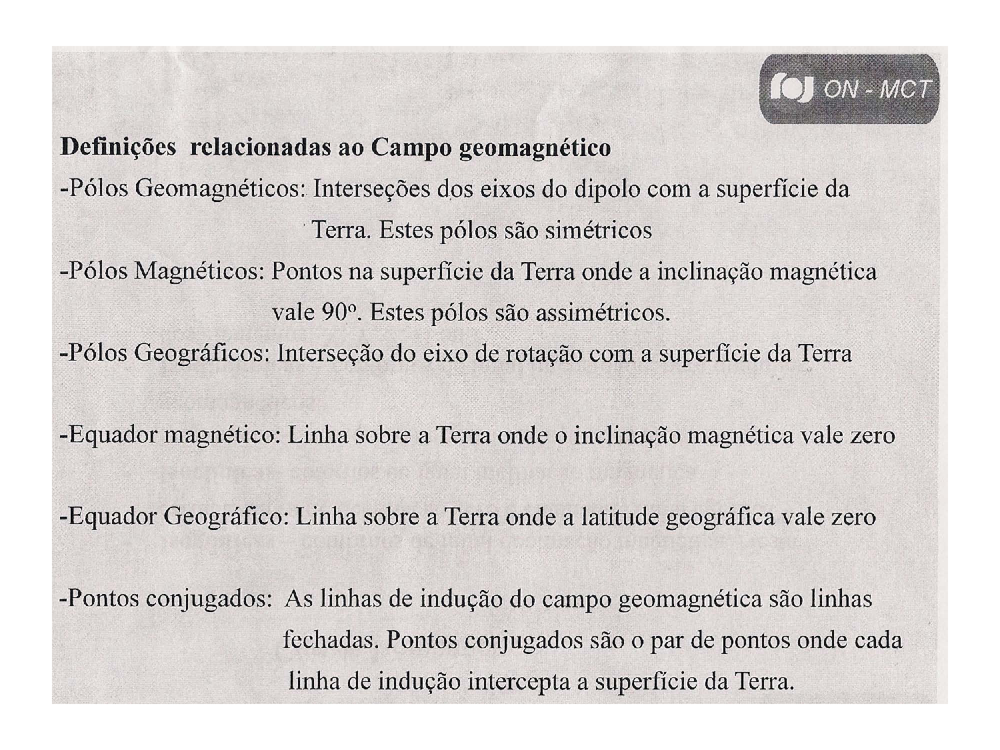 ON - MCT
Definições relacionadas ao Campo geomagnético
-Pólos Geomagnéticos: Interseções dos eixos do dipolo com a superfície da
Terra. Estes pólos são simétricos
-Pólos Magnéticos: Pontos na superfície da Terra onde a inclinação magnética
vale 90º. Estes pólos são assimétricos.
-Pólos Geográficos: Interseção do eixo de rotação com a superfície da Terra
-Equador magnético: Linha sobre a Terra onde o inclinação magnética vale zero
-Equador Geográfico: Linha sobre a Terra onde a latitude geográfica vale zero
-Pontos conjugados: As linhas de indução do campo geomagnética são linhas
fechadas. Pontos conjugados são o par de pontos onde cada
linha de indução intercepta a superfície da Terra.